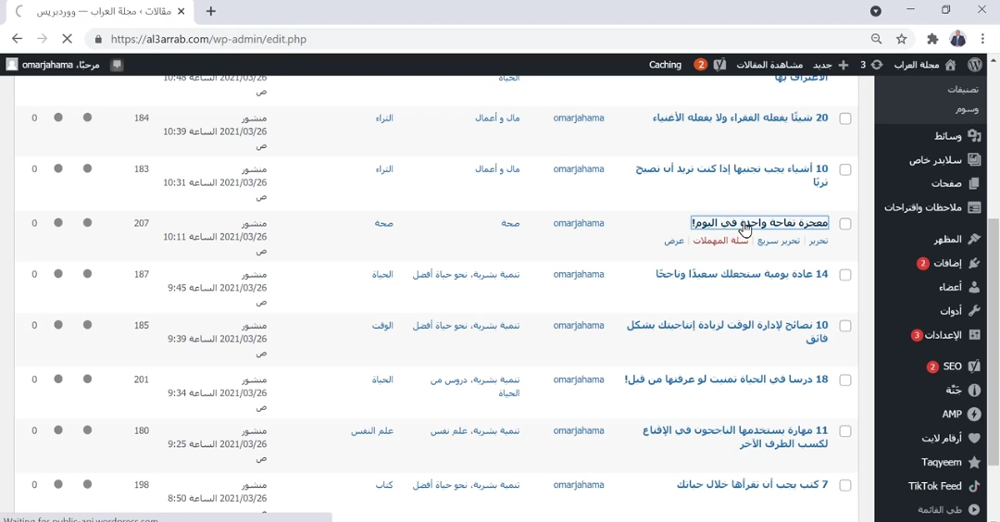 مقالات ‹ مجلة العراب — ووردبريس
https://al3arrab.com/wp-admin/edit.php
مجلة العراب 3 جديد مشاهدة المقالات 2 Caching مرحبًا، omarjahama
الاعتراف بها الحياة 2021/03/26 الساعة 10:48 ص
20 شيئًا يفعله الفقراء ولا يفعله الأغنياء omarjahama مال و أعمال الثراء منشور 184 0
2021/03/26 الساعة 10:39 ص
10 أشياء يجب تجنبها إذا كنت تريد أن تصبح omarjahama مال و أعمال الثراء منشور 183 0
ثريًا 2021/03/26 الساعة 10:31 ص
معجزة تفاحة واحدة في اليوم! omarjahama صحة صحة منشور 207 0
تحرير | تحرير سريع | سلة المهملات | عرض 2021/03/26 الساعة 10:11 ص
14 عادة يومية ستجعلك سعيدًا وناجحًا omarjahama تنمية بشرية، نحو حياة أفضل الحياة منشور 187 0
2021/03/26 الساعة 9:45 ص
10 نصائح لإدارة الوقت لزيادة إنتاجيتك بشكل omarjahama تنمية بشرية، نحو حياة أفضل الوقت منشور 185 0
فائق 2021/03/26 الساعة 9:39 ص
18 درسا في الحياة تمنيت لو عرفتها من قبل! omarjahama تنمية بشرية، دروس من الحياة منشور 201 0
الحياة 2021/03/26 الساعة 9:34 ص
11 مهارة يستخدمها الناجحون في الإقناع omarjahama تنمية بشرية، علم نفس علم النفس منشور 180 0
لكسب الطرف الآخر 2021/03/26 الساعة 9:25 ص
7 كتب يجب أن تقرأها خلال حياتك omarjahama تنمية بشرية، نحو حياة أفضل كتاب منشور 198 0
2021/03/26 الساعة 8:50 ص
تصنيفات
وسوم
وسائط
سلايدر خاص
صفحات
ملاحظات واقتراحات
المظهر
إضافات 2
أعضاء
أدوات
الإعدادات 3
SEO 2
جنّة
AMP
أرقام لايت
Taqyeem
TikTok Feed
طي القائمة
Waiting for public-api.wordpress.com